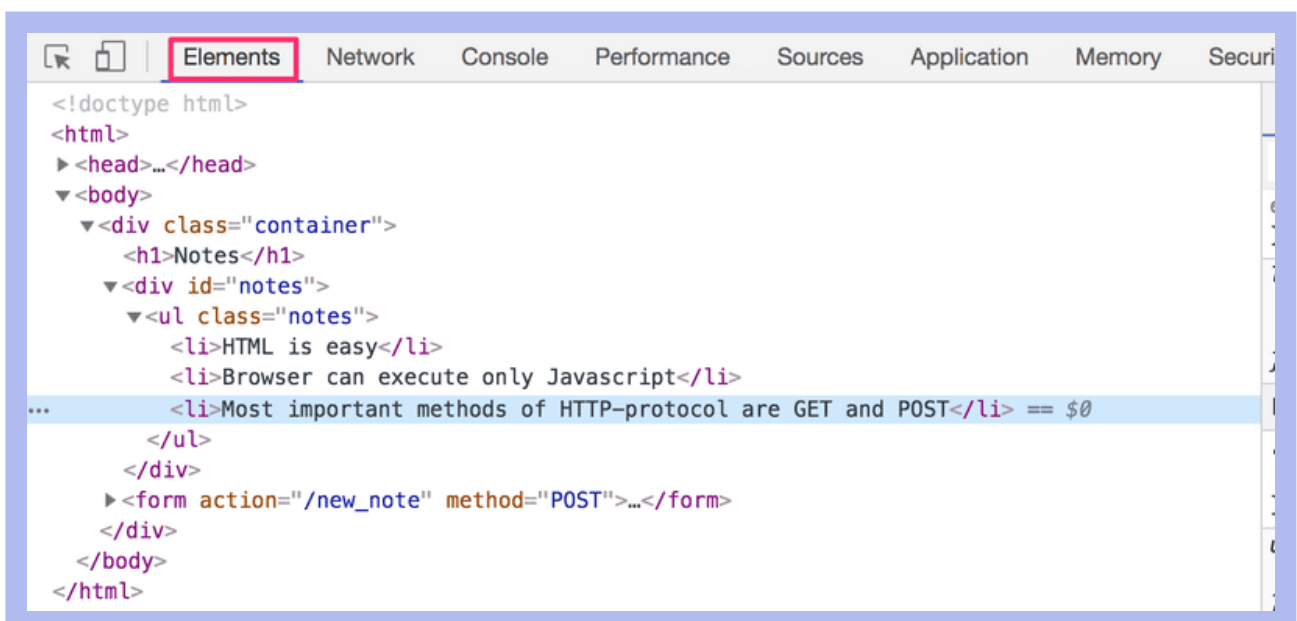 Elements Network Console Performance Sources Application Memory Securi
<!doctype html>
<html>
<head>…</head>
<body>
<div class="container">
<h1>Notes</h1>
<div id="notes">
<ul class="notes">
<li>HTML is easy</li>
<li>Browser can execute only Javascript</li>
<li>Most important methods of HTTP-protocol are GET and POST</li> == $0
</ul>
</div>
<form action="/new_note" method="POST">…</form>
</div>
</body>
</html>